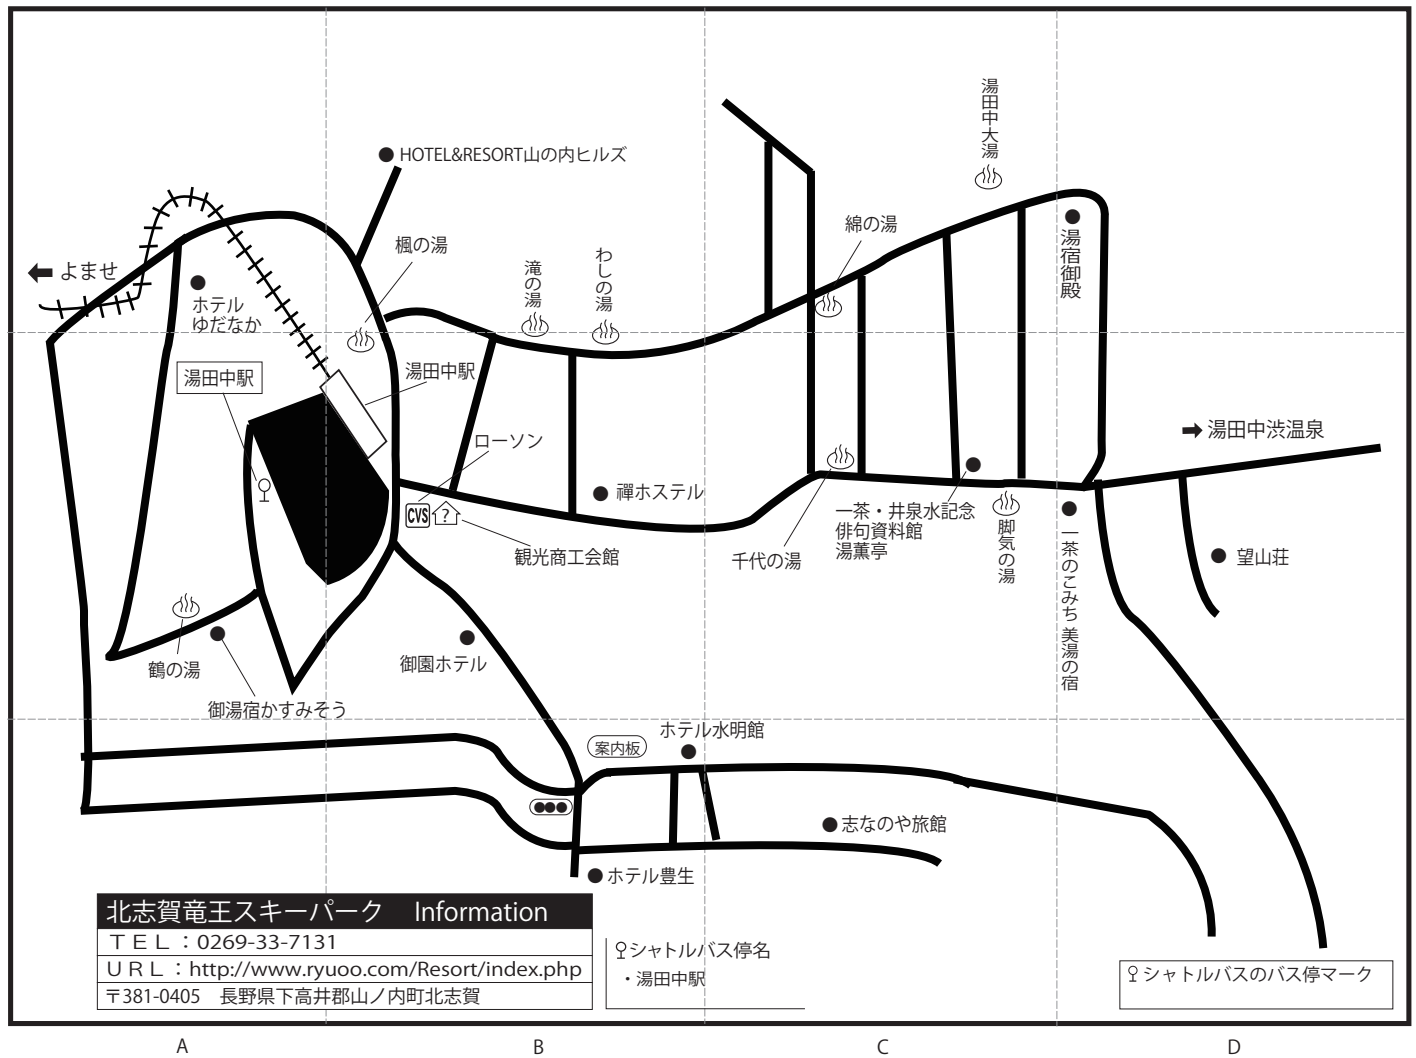 湯田中大湯
HOTEL&RESORT山の内ヒルズ
綿の湯
楓の湯
湯宿御殿
よませ
滝の湯
わしの湯
ホテル
ゆだなか
湯田中駅
湯田中駅
湯田中渋温泉
ローソン
禪ホステル
CVS
?
一茶・井泉水記念
俳句資料館
湯薫亭
脚気の湯
一茶のこみち 美湯の宿
観光商工会館
千代の湯
望山荘
鶴の湯
御園ホテル
御湯宿かすみそう
ホテル水明館
案内板
志なのや旅館
ホテル豊生
北志賀竜王スキーパーク Information
TEL:0269-33-7131
URL:http://www.ryuoo.com/Resort/index.php
〒381-0405 長野県下高井郡山ノ内町北志賀
シャトルバス停名
・湯田中駅
シャトルバスのバス停マーク
A B C D